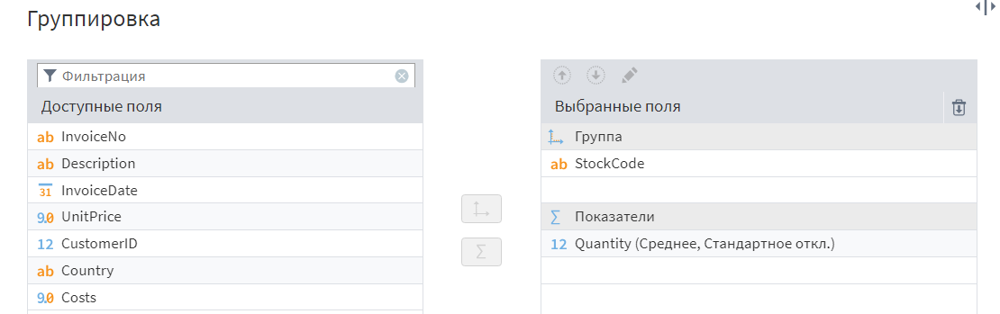 Группировка
Фильтрация
Доступные поля
ab InvoiceNo
ab Description
31 InvoiceDate
9.0 UnitPrice
12 CustomerID
ab Country
9.0 Costs
Выбранные поля
Группа
ab StockCode
Σ Показатели
12 Quantity (Среднее, Стандартное откл.)
Σ